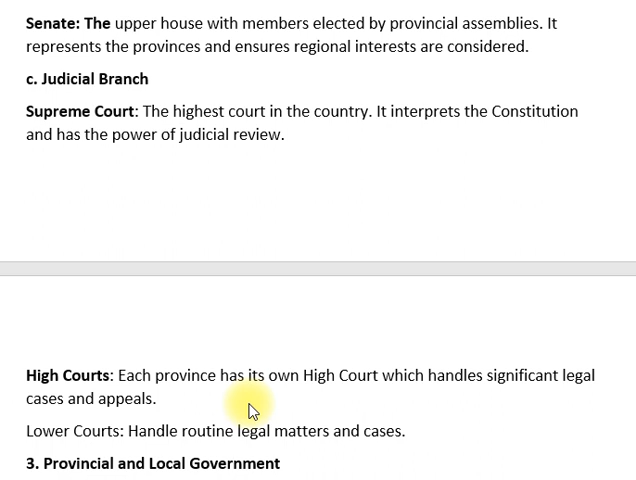 Senate: The upper house with members elected by provincial assemblies. It
represents the provinces and ensures regional interests are considered.
c. Judicial Branch
Supreme Court: The highest court in the country. It interprets the Constitution
and has the power of judicial review.
High Courts: Each province has its own High Court which handles significant legal
cases and appeals.
Lower Courts: Handle routine legal matters and cases.
3. Provincial and Local Government